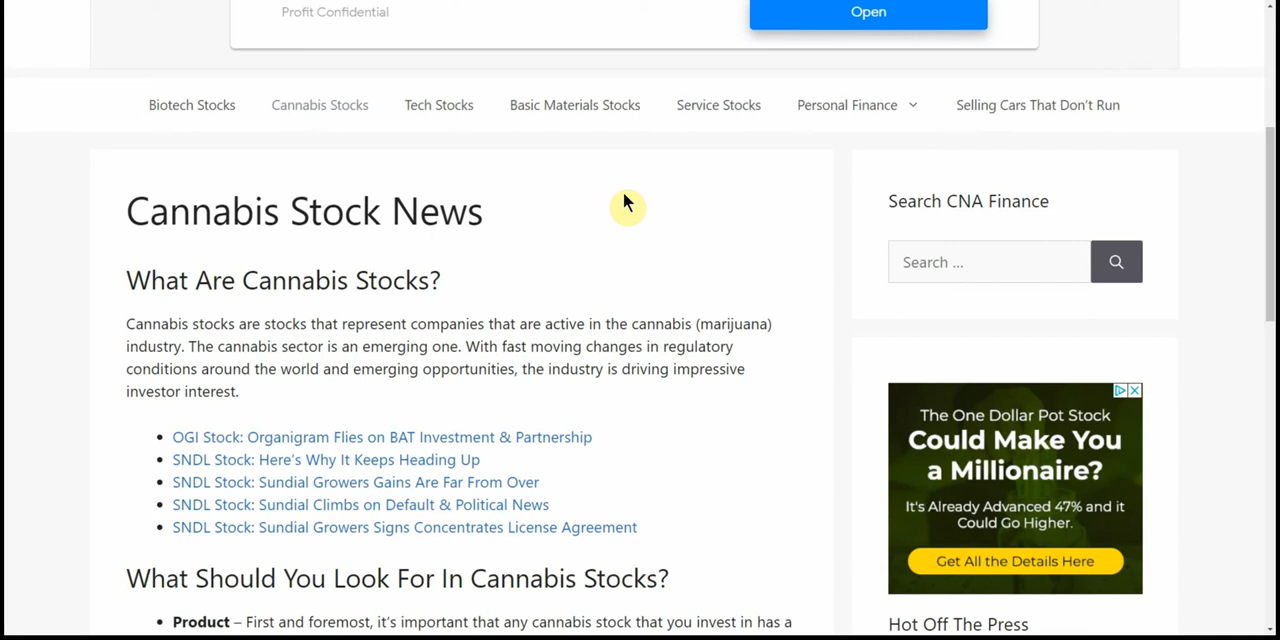 Profit Confidential
Open
Biotech Stocks Cannabis Stocks Tech Stocks Basic Materials Stocks Service Stocks Personal Finance Selling Cars That Don’t Run
Cannabis Stock News
What Are Cannabis Stocks?
Cannabis stocks are stocks that represent companies that are active in the cannabis (marijuana)
industry. The cannabis sector is an emerging one. With fast moving changes in regulatory
conditions around the world and emerging opportunities, the industry is driving impressive
investor interest.
OGI Stock: Organigram Flies on BAT Investment & Partnership
SNDL Stock: Here’s Why It Keeps Heading Up
SNDL Stock: Sundial Growers Gains Are Far From Over
SNDL Stock: Sundial Climbs on Default & Political News
SNDL Stock: Sundial Growers Signs Concentrates License Agreement
What Should You Look For In Cannabis Stocks?
Product – First and foremost, it’s important that any cannabis stock that you invest in has a
Search CNA Finance
Search ...
The One Dollar Pot Stock
Could Make You
a Millionaire?
It's Already Advanced 47% and it
Could Go Higher.
Get All the Details Here
Hot Off The Press